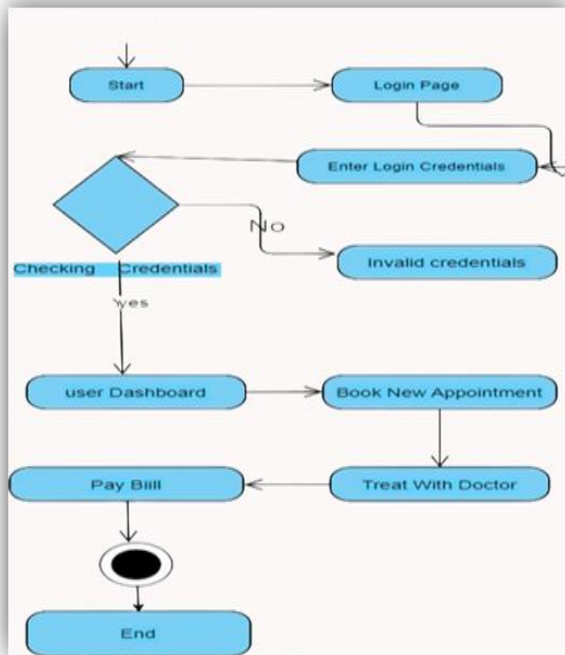 Start
Login Page
Enter Login Credentials
No
Invalid credentials
Checking Credentials
yes
user Dashboard
Book New Appointment
Treat With Doctor
Pay Biill
End